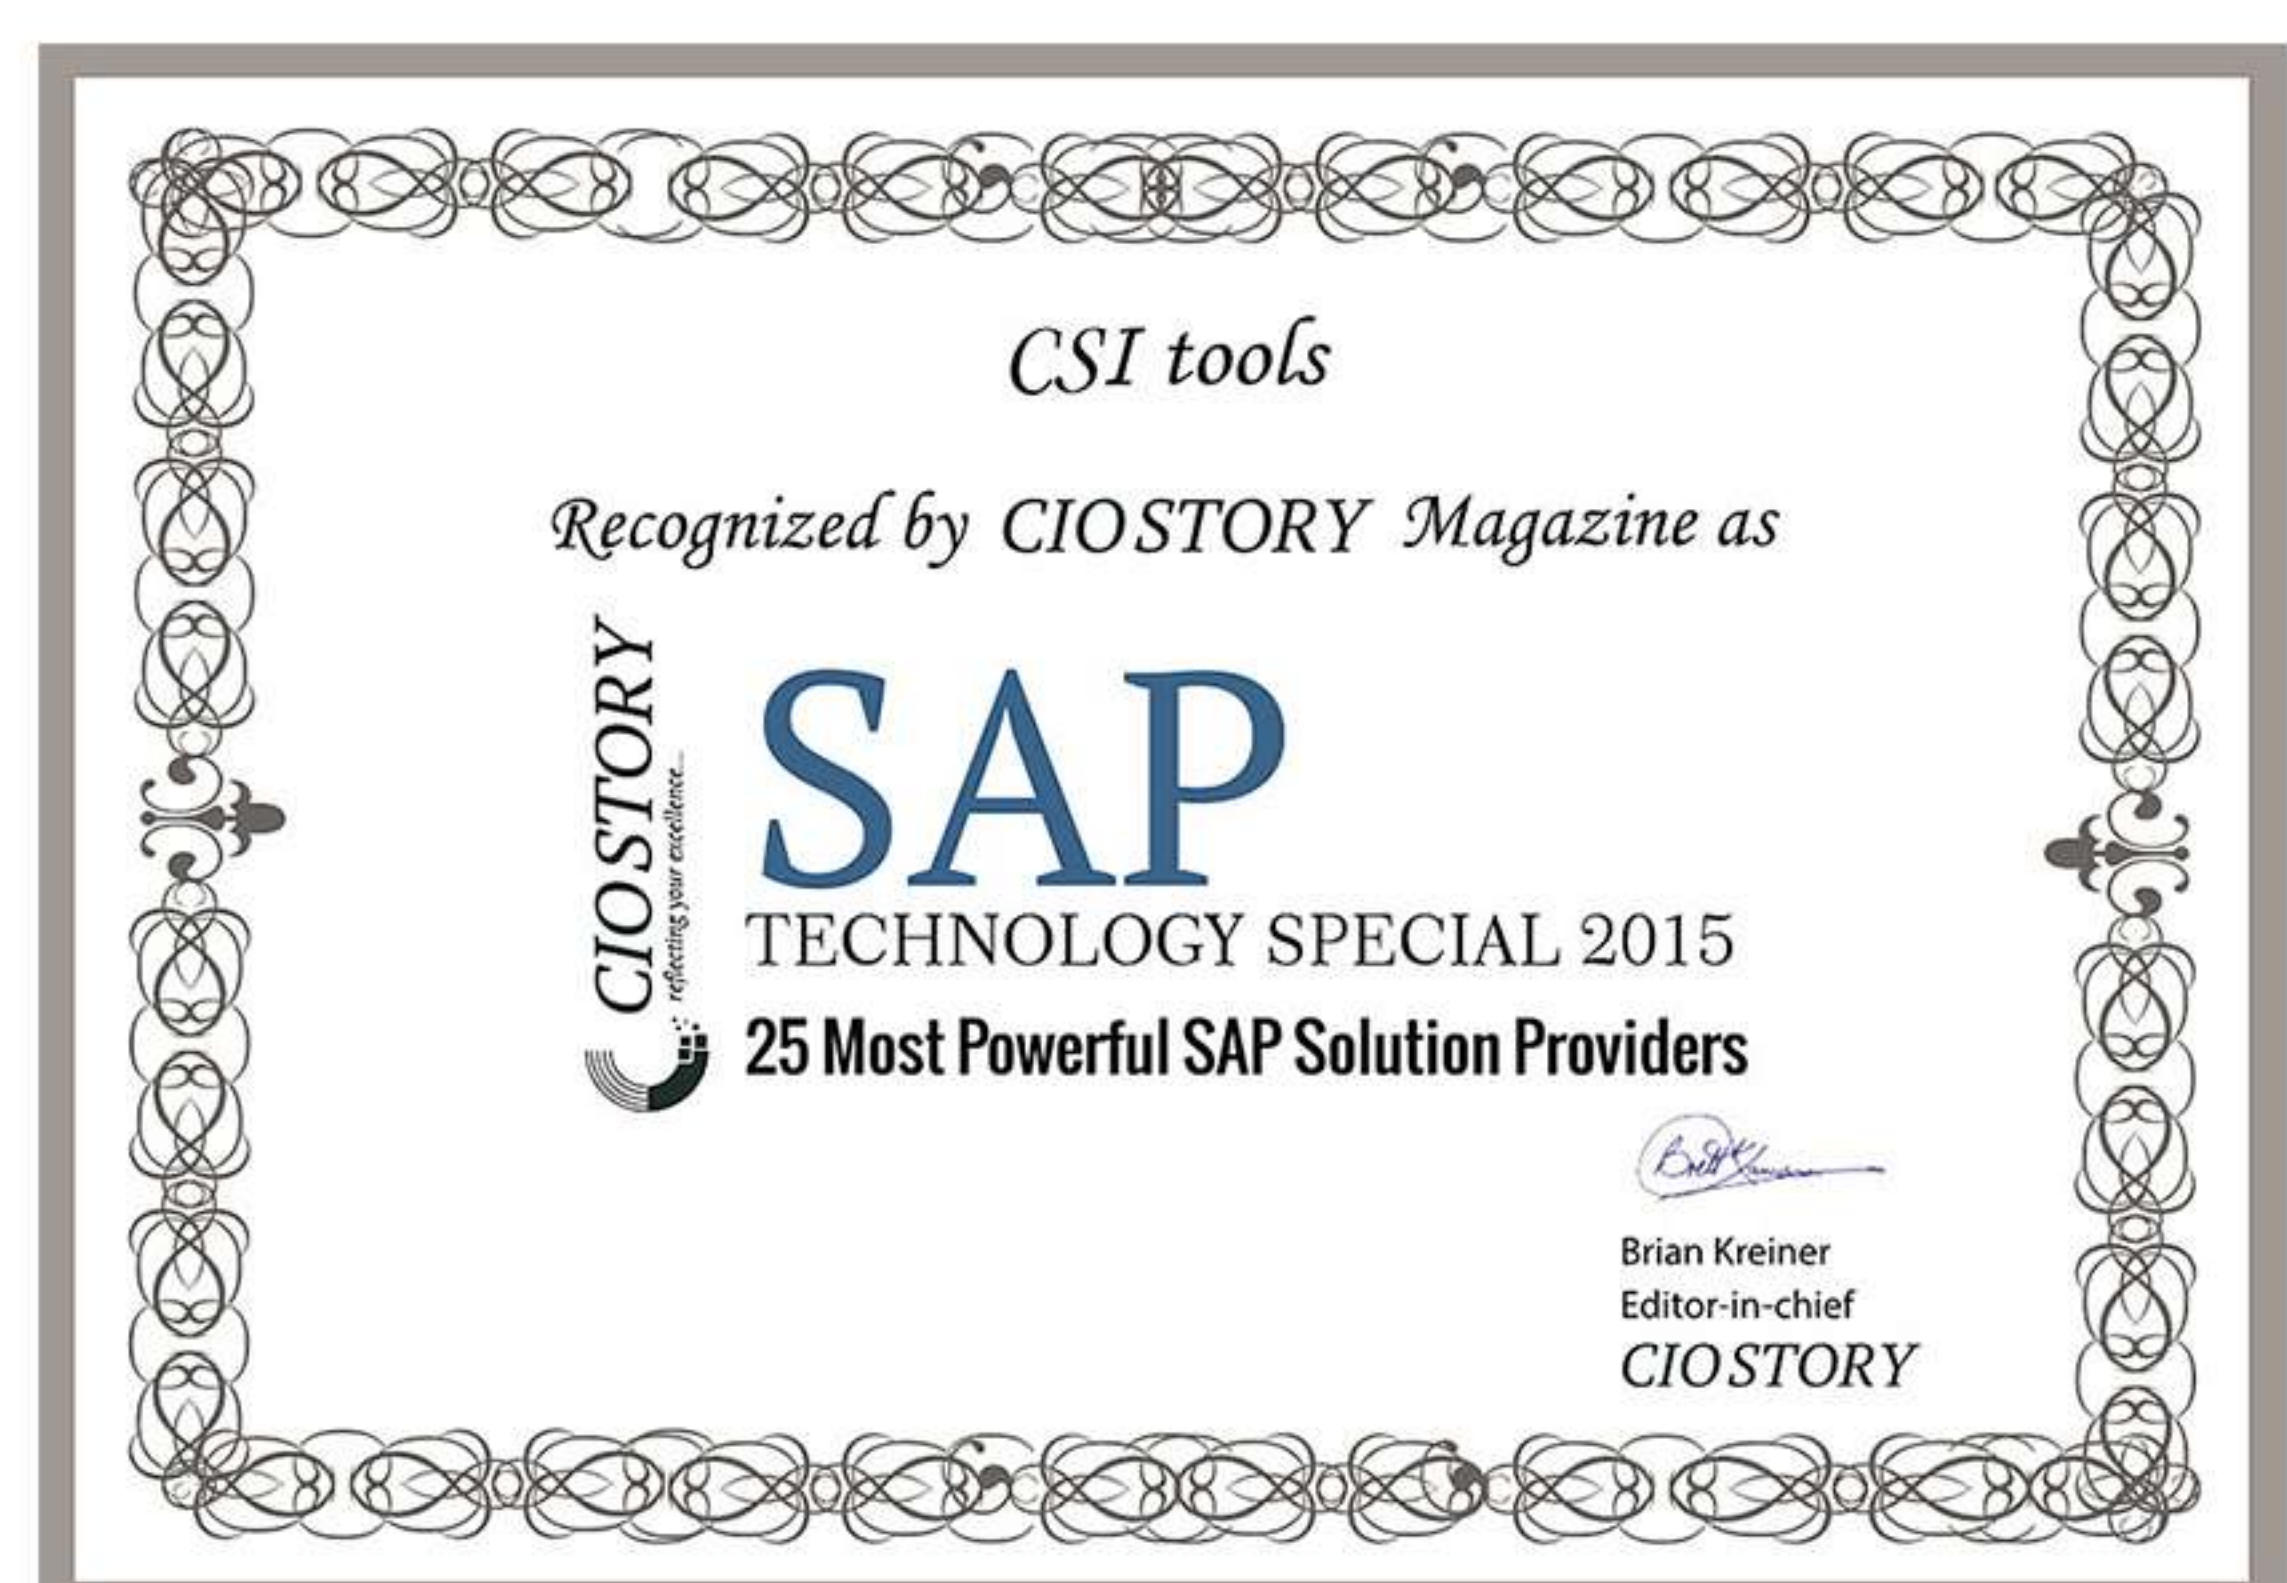 CSI tools
Recognized by CIOSTORY Magazine as
CIOSTORY
reflecting your excellence...
SAP
TECHNOLOGY SPECIAL 2015
25 Most Powerful SAP Solution Providers
Brian Kreiner
Editor-in-chief
CIOSTORY